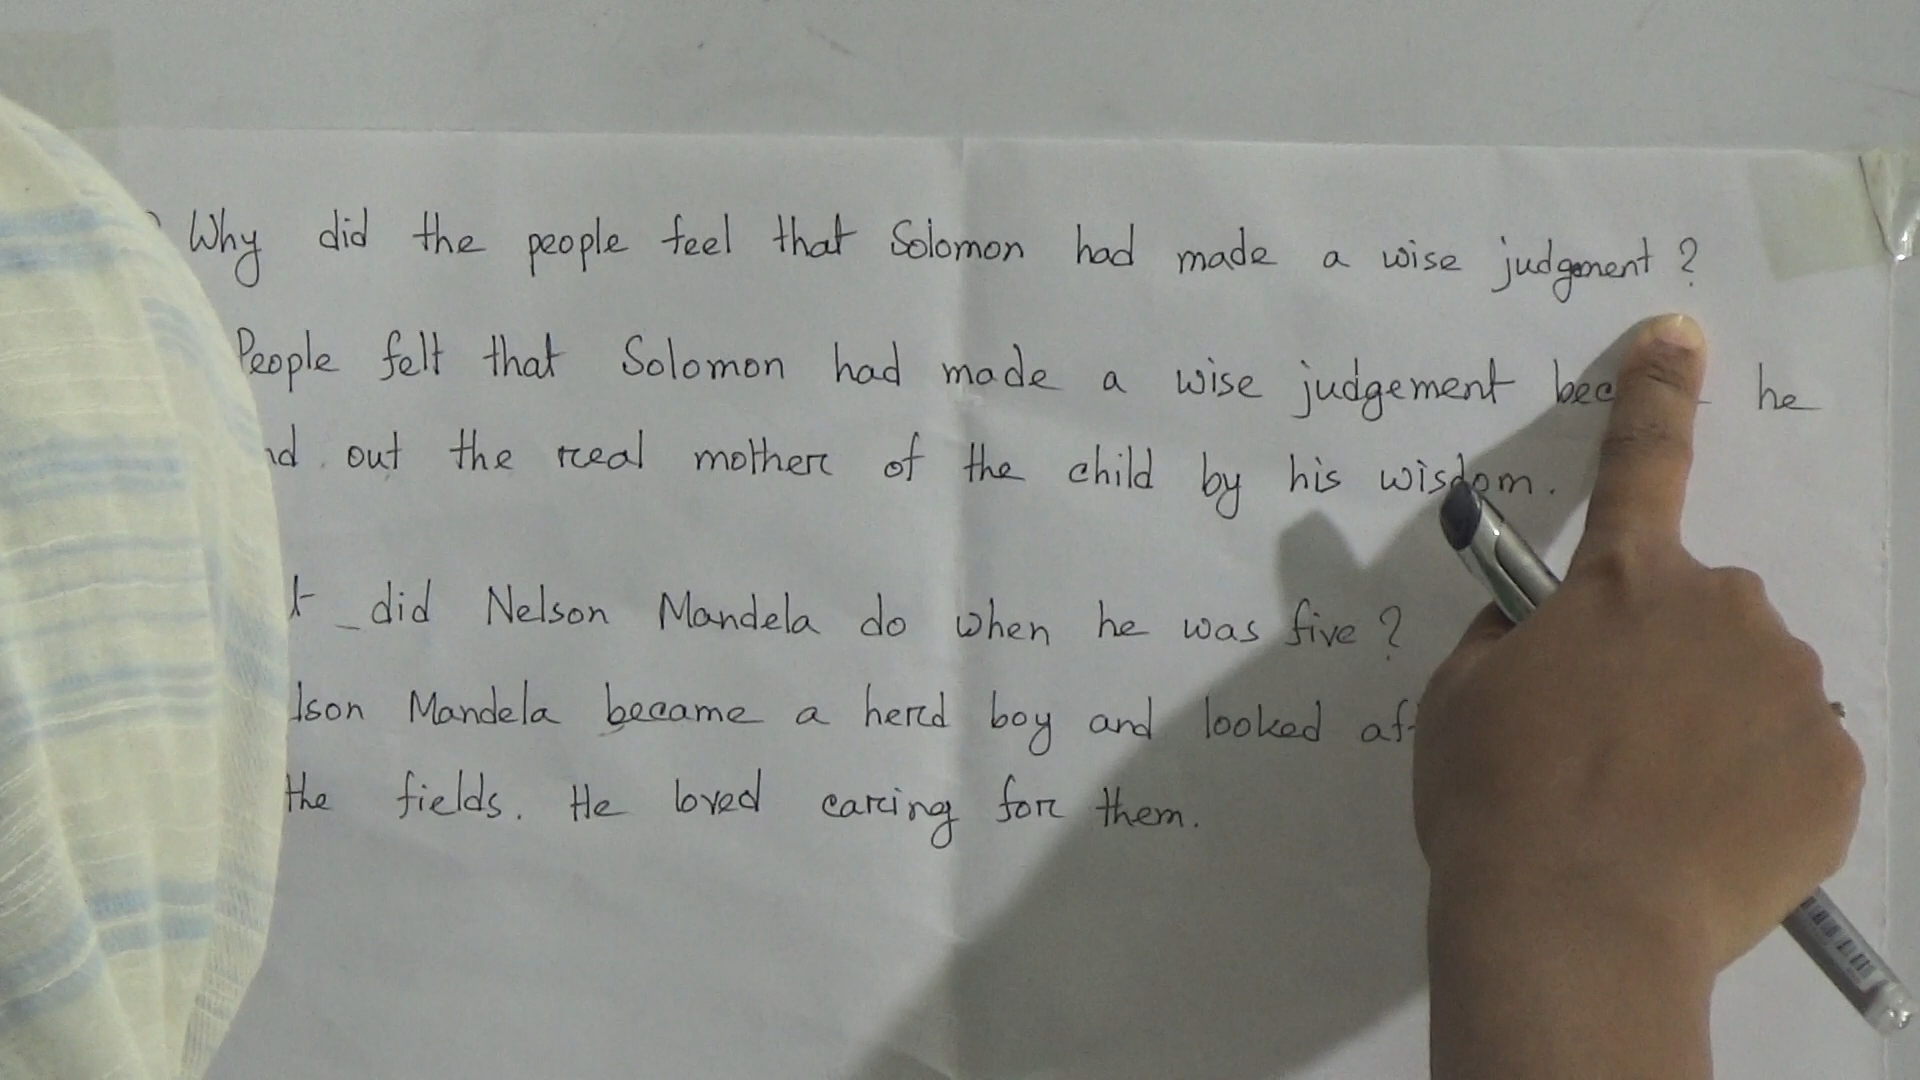 Why did the people feel that Solomon had made a wise judgment ?
People felt that Solomon had made a wise judgement he
out the real mother of the child by his wisdom.
did Nelson Mandela do when he was five ?
Mandela became a herd boy and looked
the fields. He loved caring for them.